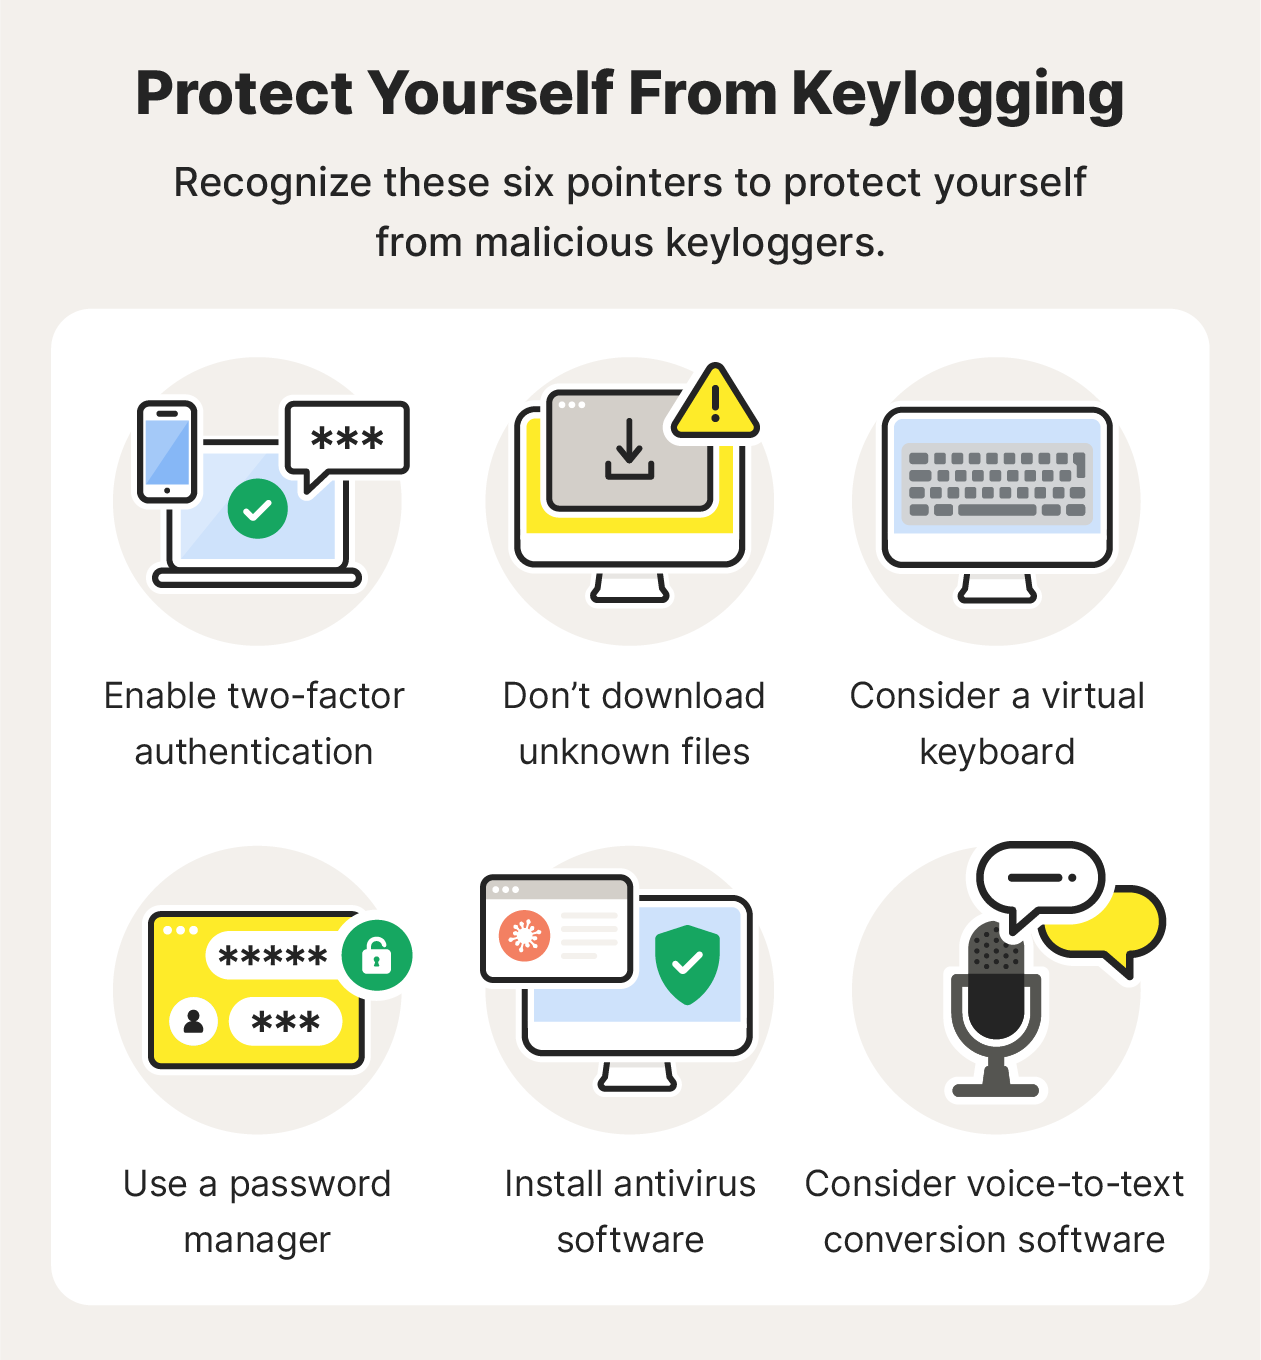 Protect Yourself From Keylogging
Recognize these six pointers to protect yourself
from malicious keyloggers.
***
Enable two-factor
authentication
Don’t download
unknown files
Consider a virtual
keyboard
*****
***
Use a password
manager
Install antivirus
software
Consider voice-to-text
conversion software